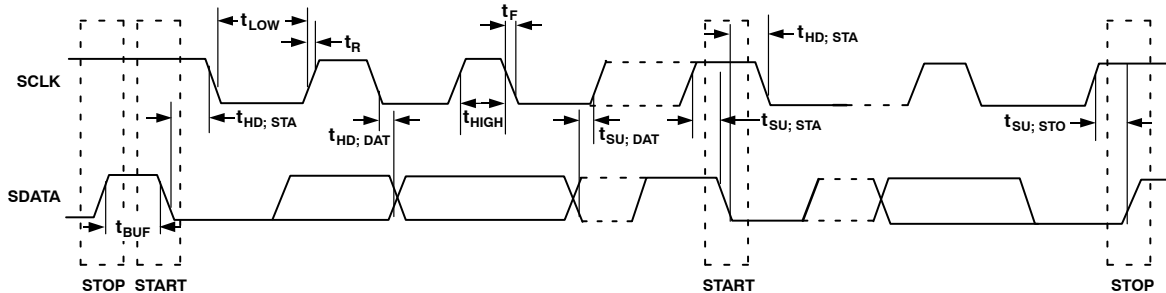 tLOW
tR
tF
tHD; STA
SCLK
tHD; STA
tHD; DAT
tHIGH
tSU; DAT
tSU; STA
tSU; STO
SDATA
tBUF
STOP START START STOP